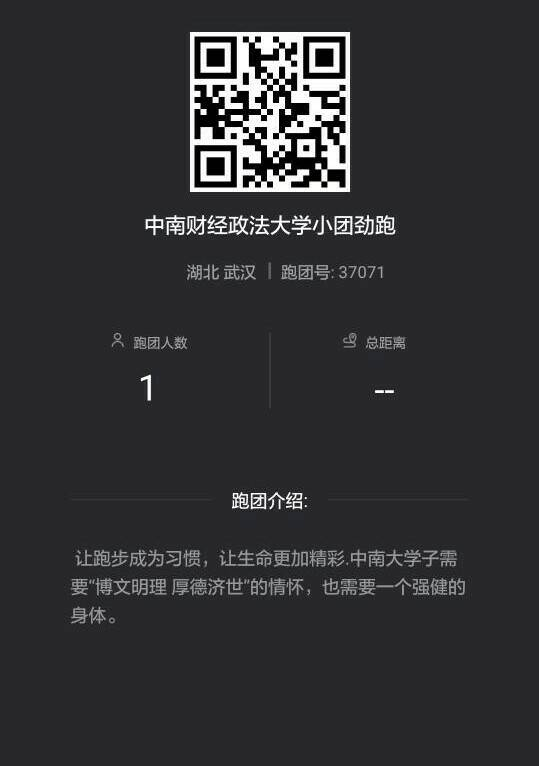 中南财经政法大学小团劲跑
湖北 武汉 | 跑团号: 37071
跑团人数 总距离
1 --
跑团介绍:
让跑步成为习惯，让生命更加精彩.中南大学子需
要“博文明理 厚德济世”的情怀，也需要一个强健的
身体。